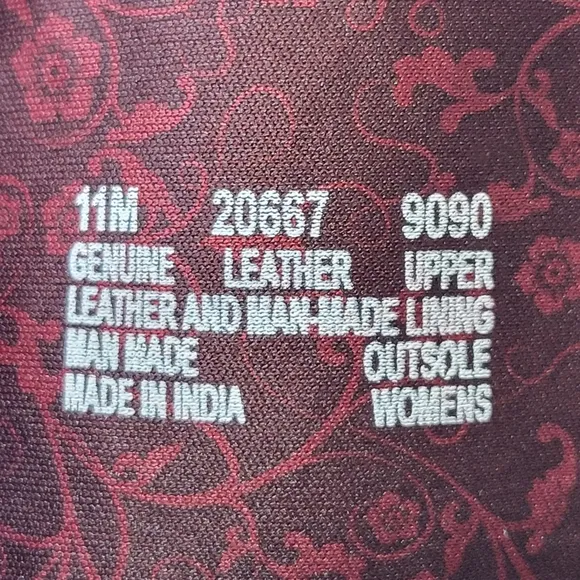 11M 20667 9090
GENUINE LEATHER UPPER
LEATHER AND MAN-MADE LINING
MAN MADE OUTSOLE
MADE IN INDIA WOMENS